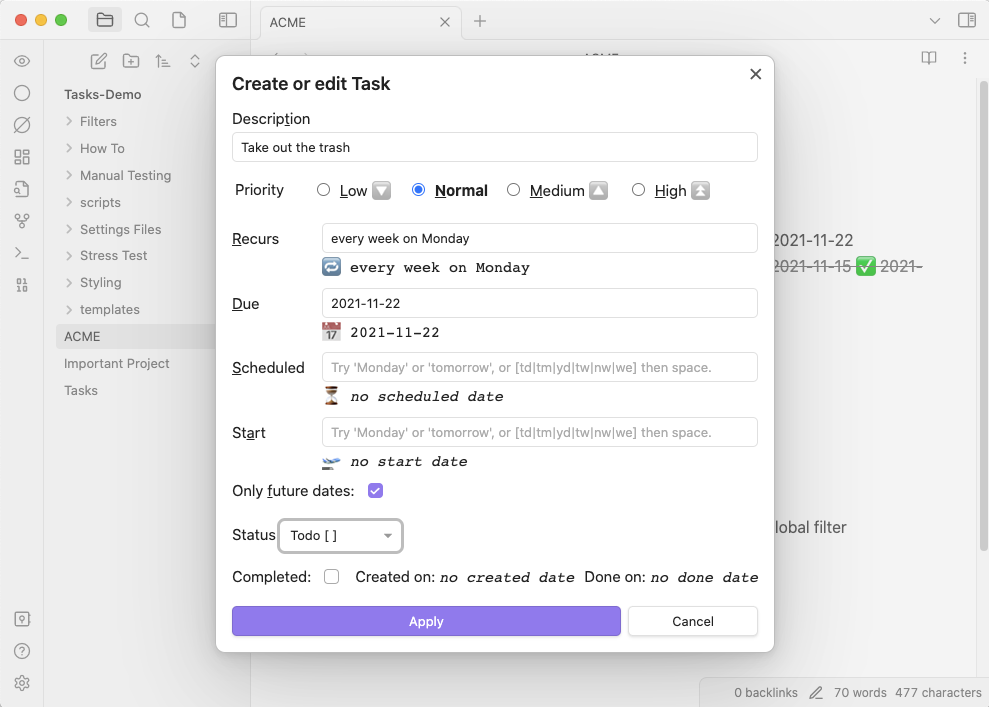 ACME
Tasks-Demo
Filters
How To
Manual Testing
scripts
Settings Files
Stress Test
Styling
templates
ACME
Important Project
Tasks
Create or edit Task
Description
Take out the trash
Priority Low Normal Medium High
Recurs every week on Monday
🔁 every week on Monday
Due 2021-11-22
📅 2021-11-22
Scheduled Try 'Monday' or 'tomorrow', or [td|tm|yd|tw|nw|we] then space.
⏳ no scheduled date
Start Try 'Monday' or 'tomorrow', or [td|tm|yd|tw|nw|we] then space.
🛫 no start date
Only future dates:
Status Todo [ ]
Completed: Created on: no created date Done on: no done date
Apply Cancel
2021-11-22
2021-11-15 ✅ 2021-
lobal filter
0 backlinks 70 words 477 characters